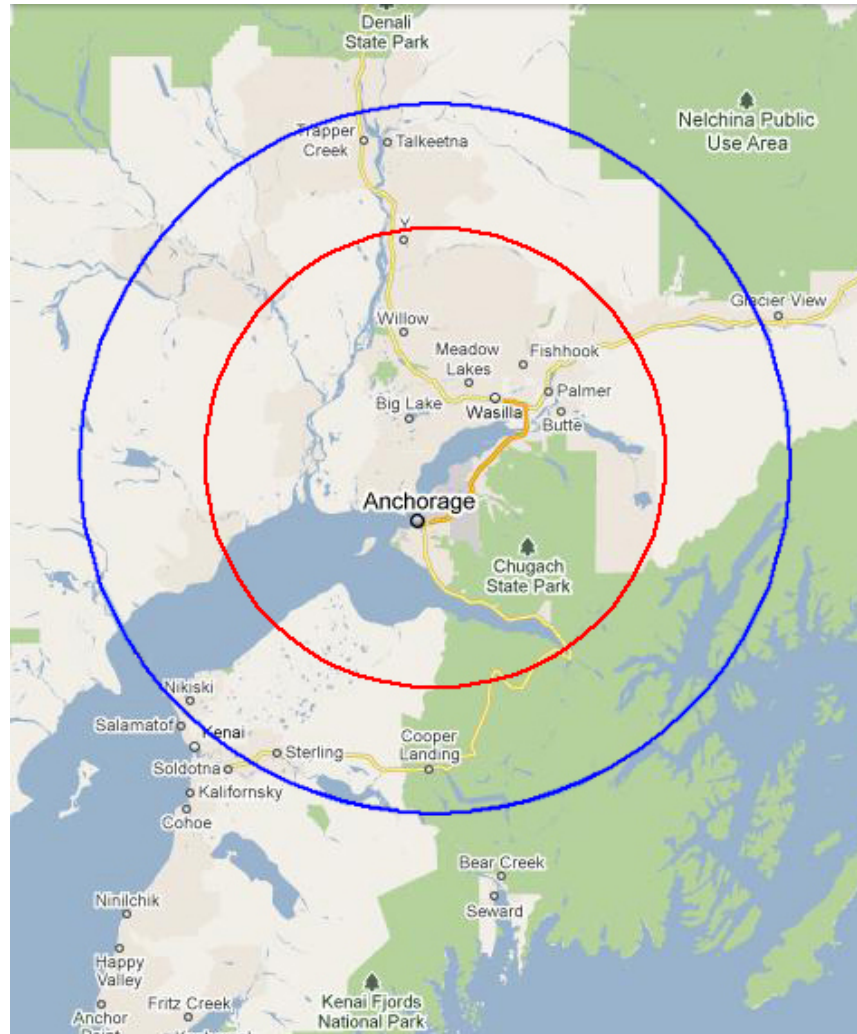 Denali
State Park
Nelchina Public
Use Area
Trapper
Creek
Talkeetna
Y
Glacier View
Willow
Meadow
Lakes
Fishhook
Palmer
Big Lake
Wasilla
Butte
Anchorage
Chugach
State Park
Nikiski
Salamatof
Kenai
Cooper
Landing
Sterling
Soldotna
Kalifornsky
Cohoe
Bear Creek
Seward
Ninilchik
Happy
Valley
Fritz Creek
Anchor
Kenai Fjords
National Park